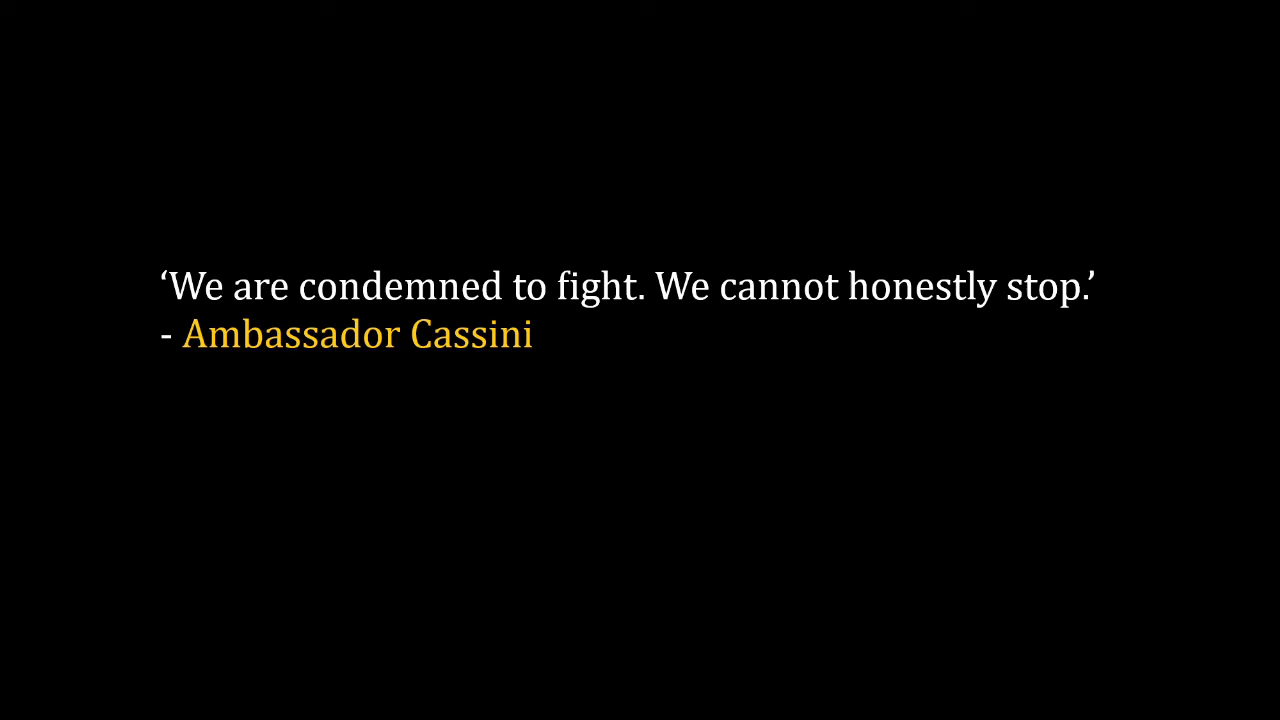 ‘We are condemned to fight. We cannot honestly stop.’
- Ambassador Cassini